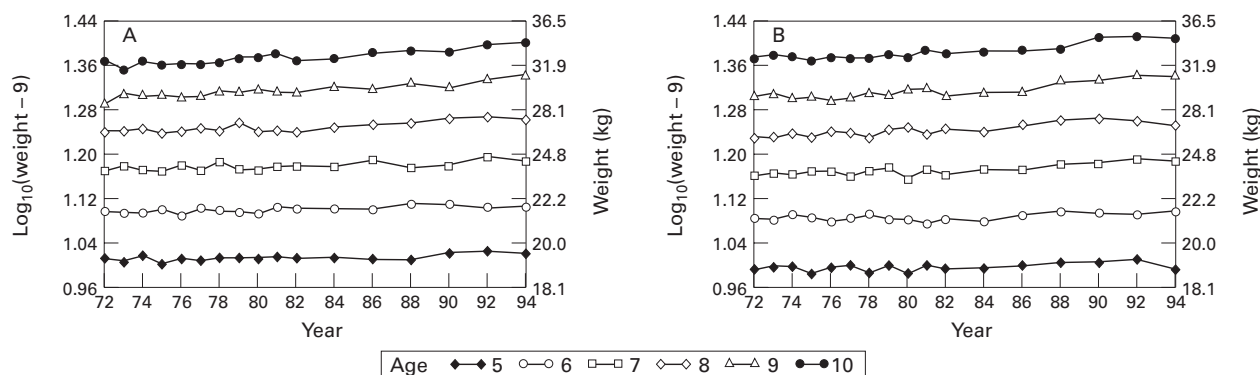 A
Log10(weight – 9)
1.44
1.36
1.28
1.20
1.12
1.04
0.96
36.5
31.9
28.1
24.8
22.2
20.0
18.1
Weight (kg)
72 74 76 78 80 82 84 86 88 90 92 94
Year
B
Log10(weight – 9)
1.44
1.36
1.28
1.20
1.12
1.04
0.96
36.5
31.9
28.1
24.8
22.2
20.0
18.1
Weight (kg)
72 74 76 78 80 82 84 86 88 90 92 94
Year
Age 5 6 7 8 9 10